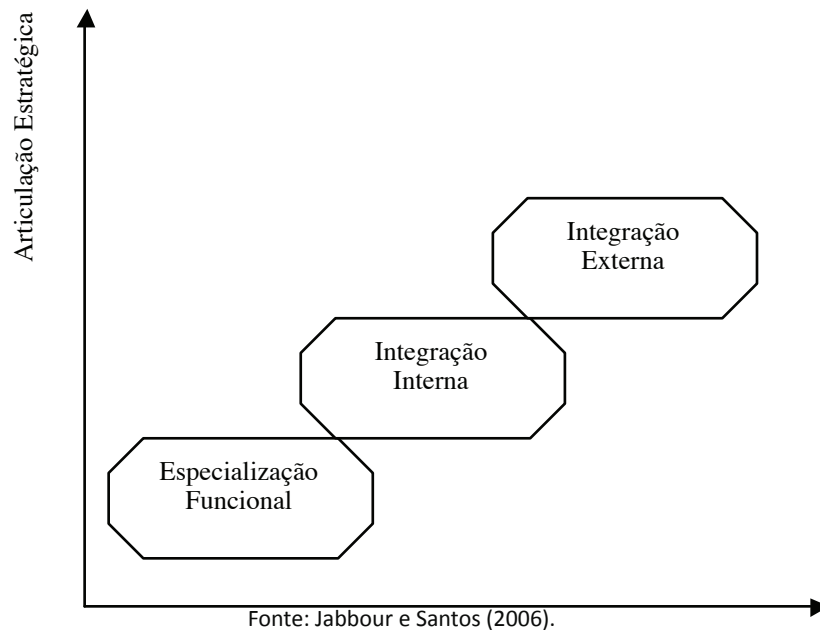 Articulação Estratégica
Integração
Externa
Integração
Interna
Especialização
Funcional
Fonte: Jabbour e Santos (2006).